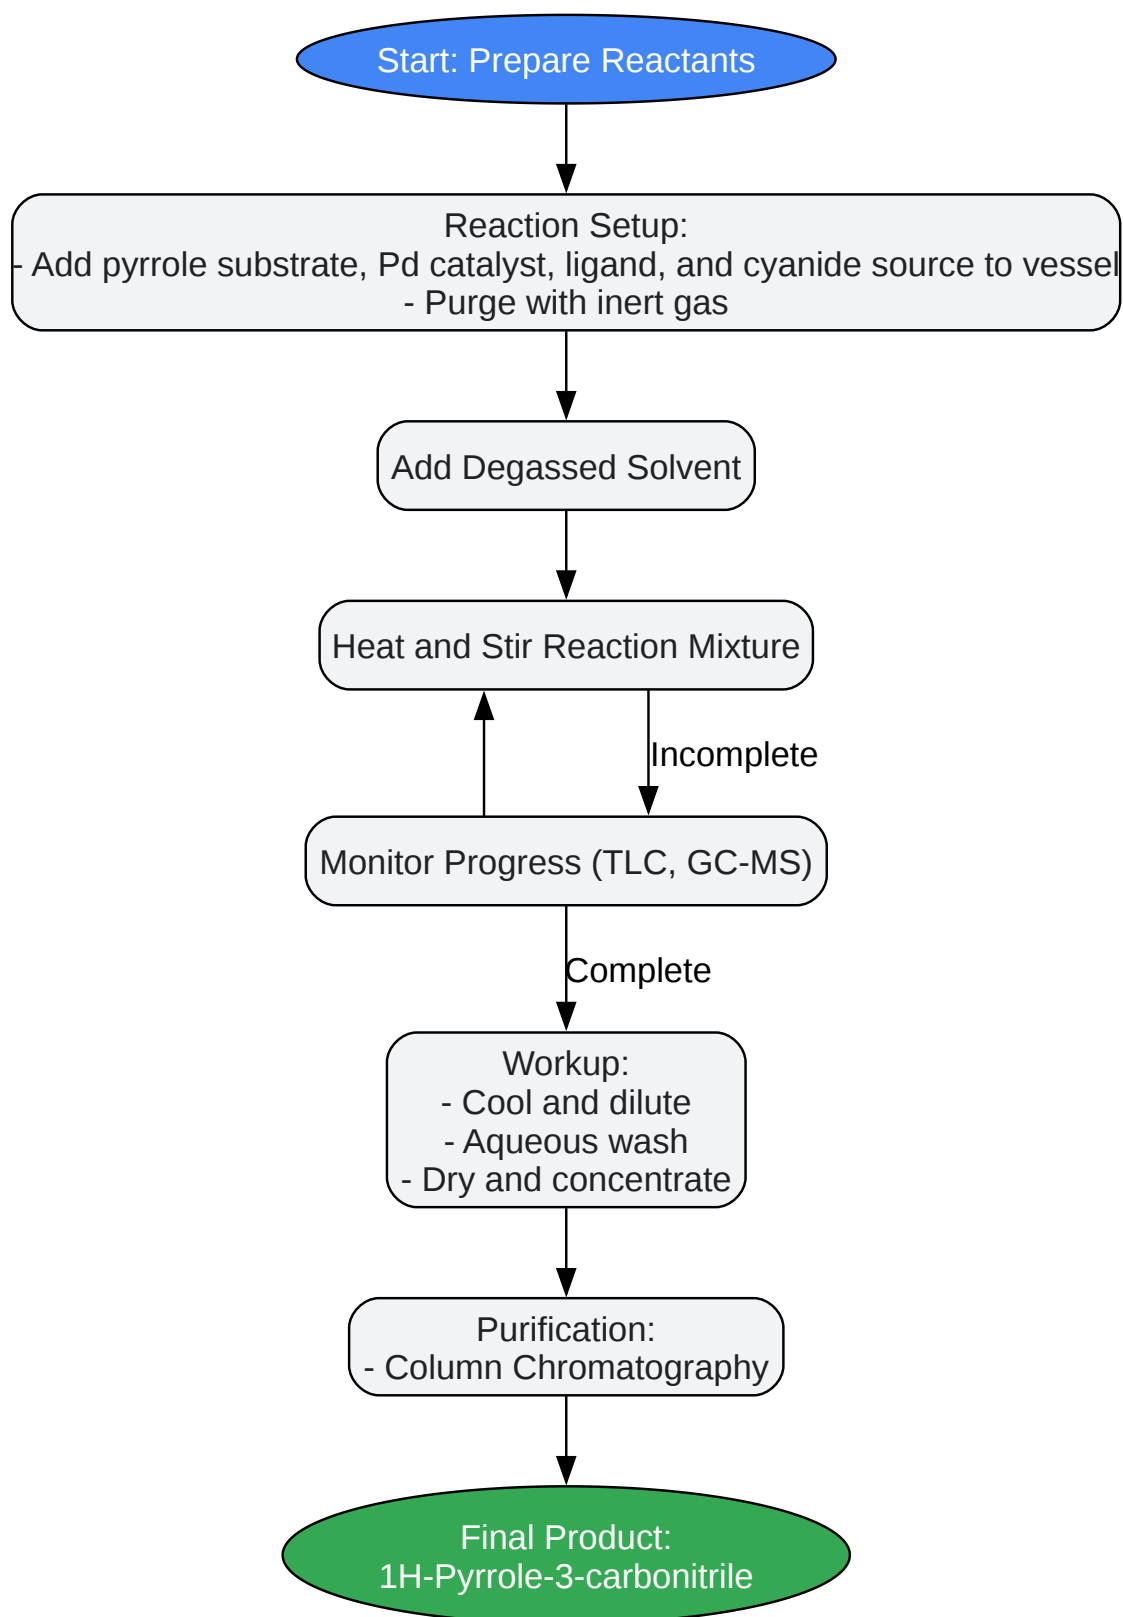 Start: Prepare Reactants
Reaction Setup:
- Add pyrrole substrate, Pd catalyst, ligand, and cyanide source to vessel
- Purge with inert gas
Add Degassed Solvent
Heat and Stir Reaction Mixture
Incomplete
Monitor Progress (TLC, GC-MS)
Complete
Workup:
- Cool and dilute
- Aqueous wash
- Dry and concentrate
Purification:
- Column Chromatography
Final Product:
1H-Pyrrole-3-carbonitrile